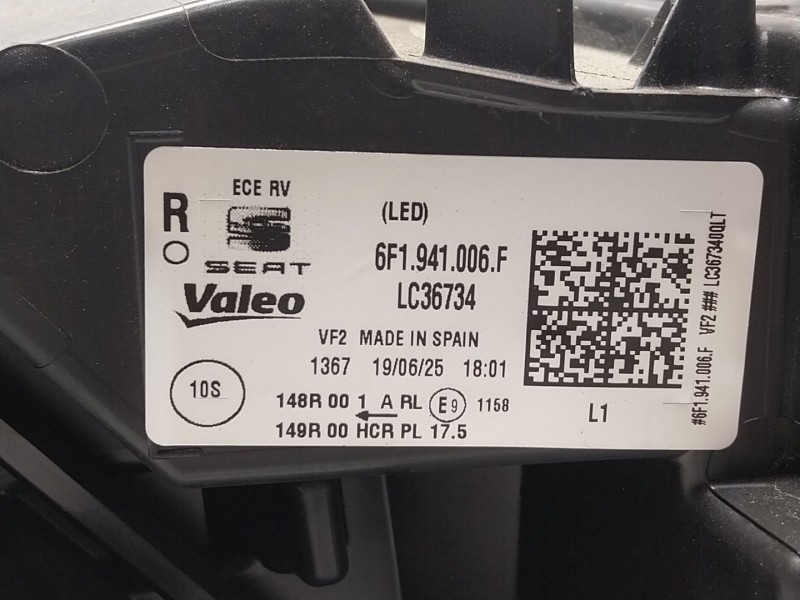 R
ECE RV
SEAT
Valeo
(LED)
6F1.941.006.F
LC36734
VF2 MADE IN SPAIN
1367 19/06/25 18:01
10S
148R 00 1 A RL E9 1158
149R 00 HCR PL 17.5
L1
#6F1.941.006.F VF2 ### LC367340QLT